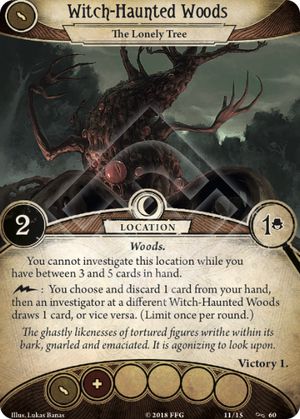 Witch-Haunted Woods
The Lonely Tree
2
LOCATION
1
Woods.
You cannot investigate this location while you
have between 3 and 5 cards in hand.
: You choose and discard 1 card from your hand,
then an investigator at a different Witch-Haunted Woods
draws 1 card, or vice versa. (Limit once per round.)
Victory 1.
The ghastly likenesses of tortured figures writhe within its
bark, gnarled and emaciated. It is agonizing to look upon.
Illus. Lukas Banas
© 2018 FFG
11/15
60